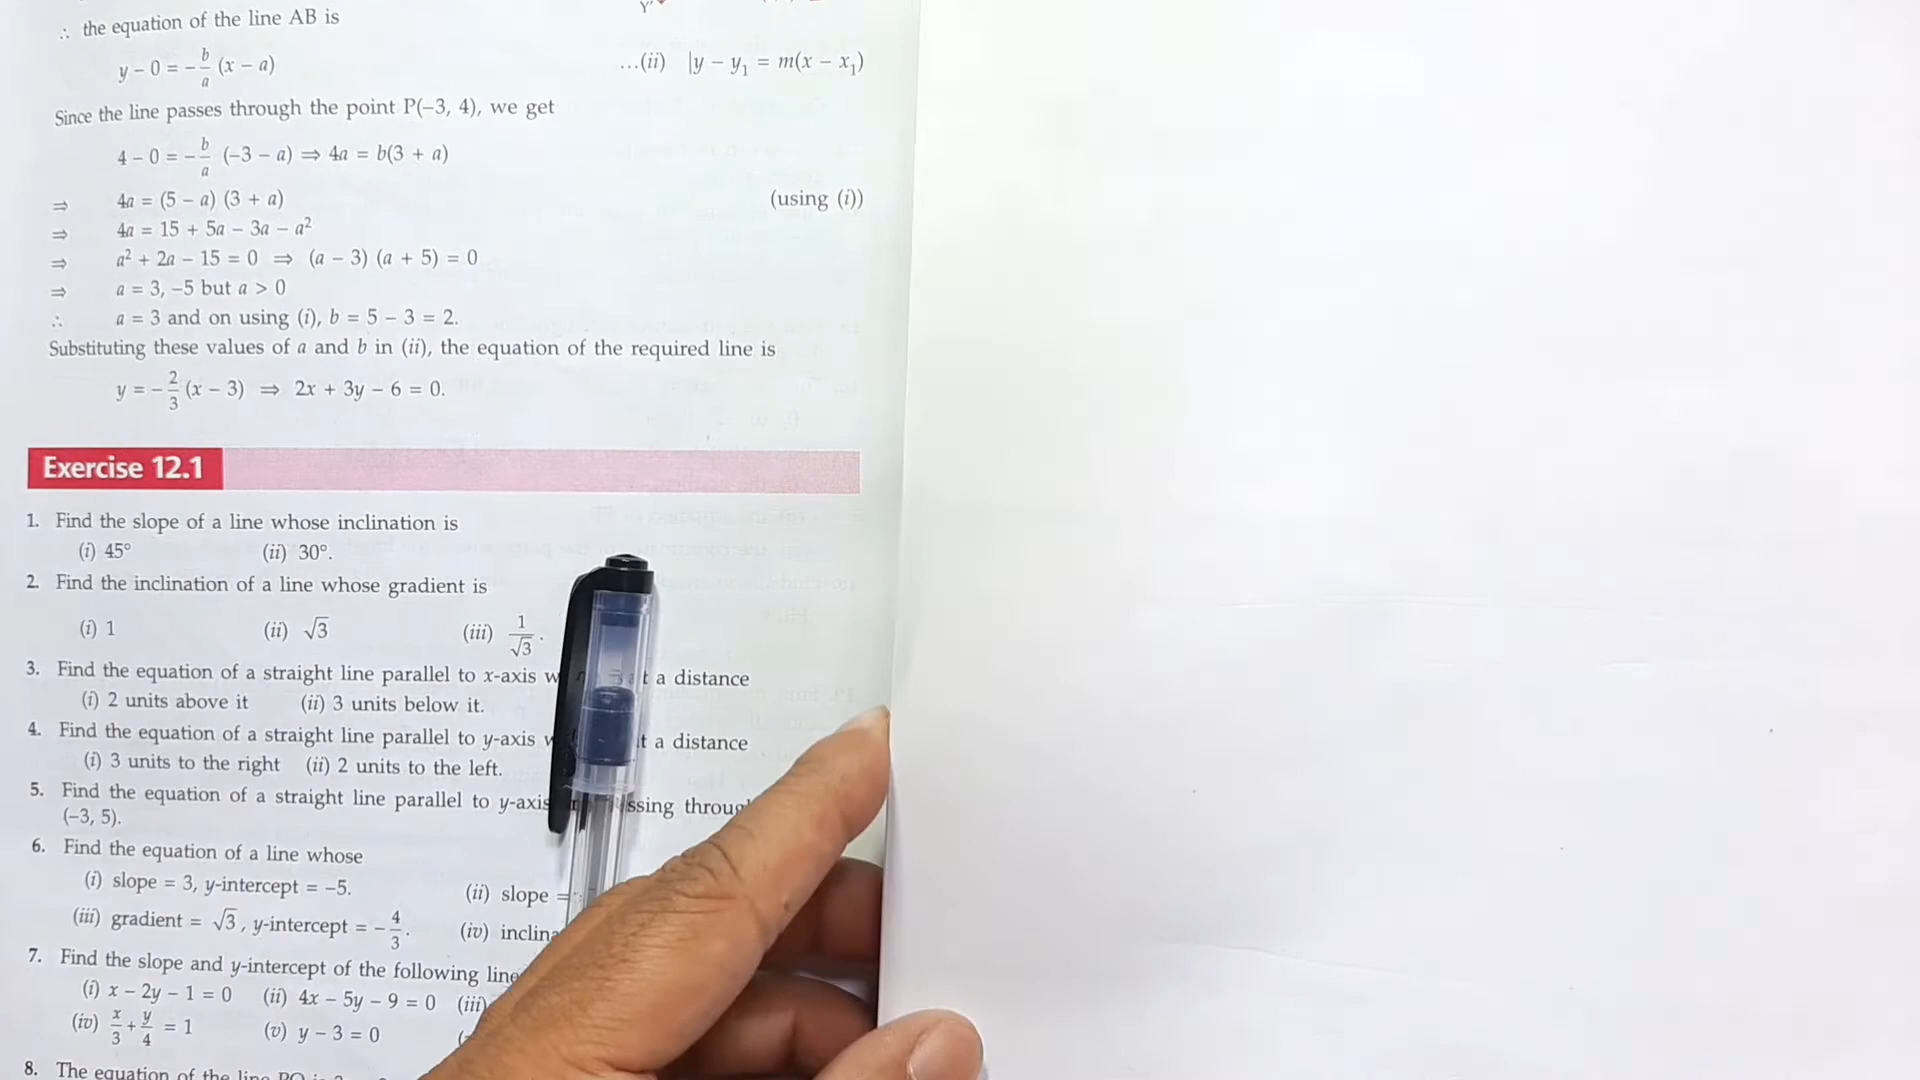 ∴ the equation of the line AB is
Y'
y − 0 = − b/a (x − a) ...(ii) |y − y₁ = m(x − x₁)
Since the line passes through the point P(−3, 4), we get
4 − 0 = − b/a (−3 − a) ⇒ 4a = b(3 + a)
⇒ 4a = (5 − a) (3 + a) (using (i))
⇒ 4a = 15 + 5a − 3a − a²
⇒ a² + 2a − 15 = 0 ⇒ (a − 3) (a + 5) = 0
⇒ a = 3, −5 but a > 0
∴ a = 3 and on using (i), b = 5 − 3 = 2.
Substituting these values of a and b in (ii), the equation of the required line is
y = − 2/3 (x − 3) ⇒ 2x + 3y − 6 = 0.
Exercise 12.1
1. Find the slope of a line whose inclination is
(i) 45° (ii) 30°.
2. Find the inclination of a line whose gradient is
(i) 1 (ii) √3 (iii) 1/√3.
3. Find the equation of a straight line parallel to x-axis a distance
(i) 2 units above it (ii) 3 units below it.
4. Find the equation of a straight line parallel to y-axis a distance
(i) 3 units to the right (ii) 2 units to the left.
5. Find the equation of a straight line parallel to y-axis
(−3, 5).
6. Find the equation of a line whose
(i) slope = 3, y-intercept = −5. (ii) slope =
(iii) gradient = √3, y-intercept = − 4/3. (iv)
7. Find the slope and y-intercept of the following
(i) x − 2y − 1 = 0 (ii) 4x − 5y − 9 = 0 (iii)
(iv) x/3 + y/4 = 1 (v) y − 3 = 0
8. The equation of the line PQ is